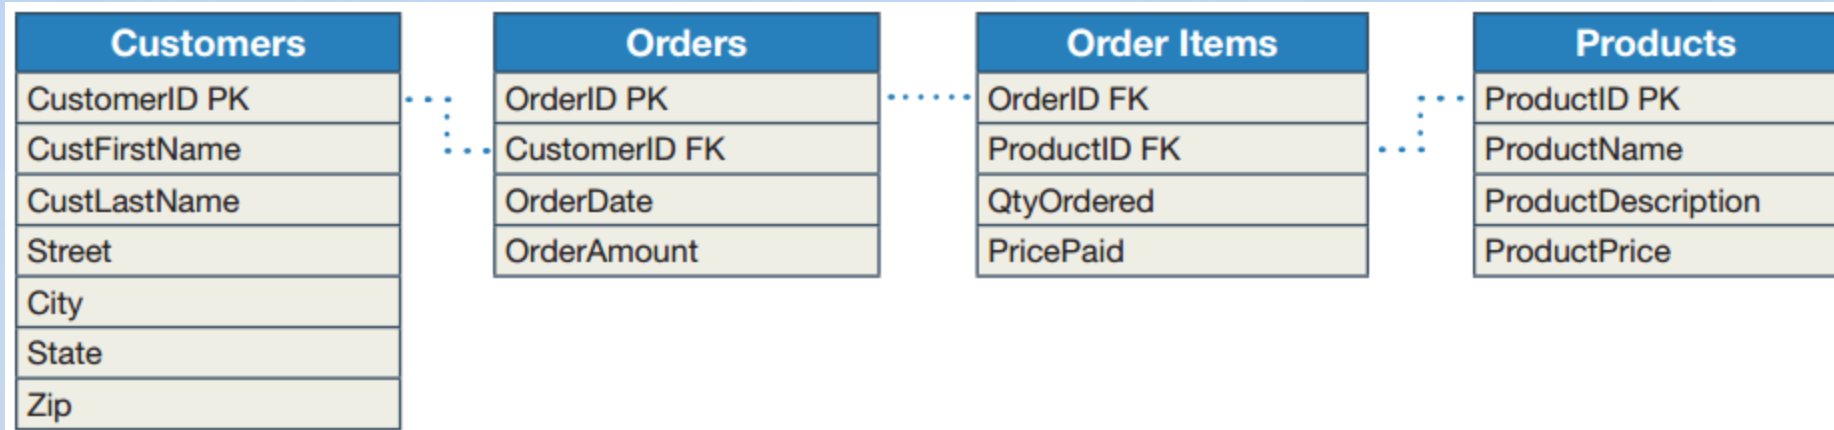 Customers
CustomerID PK
CustFirstName
CustLastName
Street
City
State
Zip
Orders
OrderID PK
CustomerID FK
OrderDate
OrderAmount
Order Items
OrderID FK
ProductID FK
QtyOrdered
PricePaid
Products
ProductID PK
ProductName
ProductDescription
ProductPrice